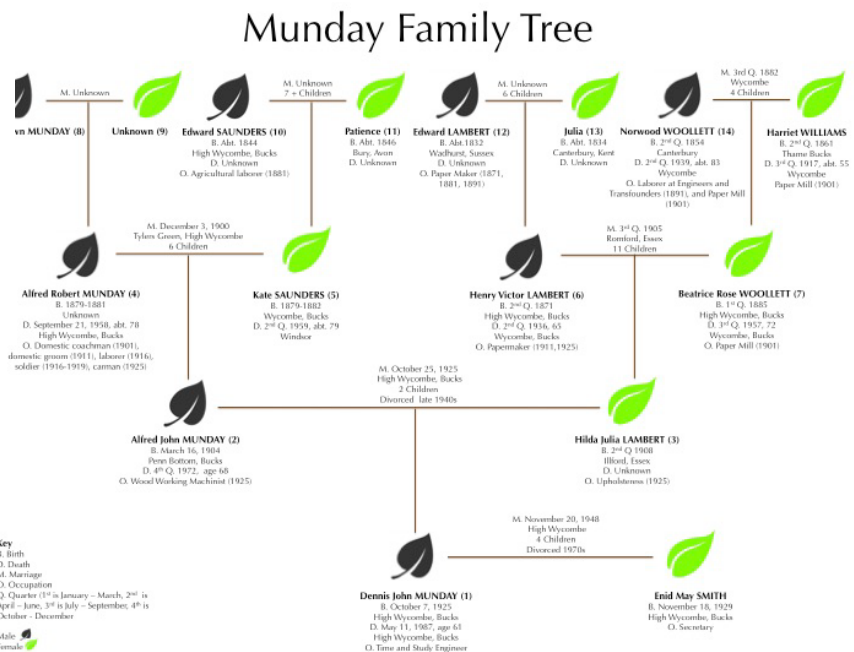 Munday Family Tree
M. Unknown
M. Unknown
7 + Children
M. Unknown
6 Children
M. 3rd Q. 1882
Wycombe
4 Children
vn MUNDAY (8)
Unknown (9)
Edward SAUNDERS (10)
B. Abt. 1844
High Wycombe, Bucks
D. Unknown
O. Agricultural laborer (1881)
Patience (11)
B. Abt. 1846
Bury, Avon
D. Unknown
Edward LAMBERT (12)
B. Abt.1832
Wadhurst, Sussex
D. Unknown
O. Paper Maker (1871,
1881, 1891)
Julia (13)
B. Abt. 1834
Canterbury, Kent
D. Unknown
Norwood WOOLLETT (14)
B. 2nd Q. 1854
Canterbury
D. 2nd Q. 1939, abt. 83
Wycombe
O. Laborer at Engineers and
Transfounders (1891), and Paper Mill
(1901)
Harriet WILLIAMS
B. 2nd Q. 1861
Thame Bucks
D. 3rd Q. 1917, abt. 55
Wycombe
Paper Mill (1901)
M. December 3, 1900
Tylers Green, High Wycombe
6 Children
M. 3rd Q. 1905
Romford, Essex
11 Children
Alfred Robert MUNDAY (4)
B. 1879-1881
Unknown
D. September 21, 1958, abt. 78
High Wycombe, Bucks
O. Domestic coachman (1901),
domestic groom (1911), laborer (1916),
soldier (1916-1919), carman (1925)
Kate SAUNDERS (5)
B. 1879-1882
Wycombe, Bucks
D. 2nd Q. 1959, abt. 79
Windsor
Henry Victor LAMBERT (6)
B. 2nd Q. 1871
High Wycombe, Bucks
D. 2nd Q. 1936, 65
Wycombe, Bucks
O. Papermaker (1911,1925)
Beatrice Rose WOOLLETT (7)
B. 1st Q. 1885
High Wycombe, Bucks
D. 3rd Q. 1957, 72
Wycombe, Bucks
O. Paper Mill (1901)
M. October 25, 1925
High Wycombe, Bucks
2 Children
Divorced late 1940s
Alfred John MUNDAY (2)
B. March 16, 1904
Penn Bottom, Bucks
D. 4th Q. 1972, age 68
O. Wood Working Machinist (1925)
Hilda Julia LAMBERT (3)
B. 2nd Q 1908
Illford, Essex
D. Unknown
O. Upholsteress (1925)
M. November 20, 1948
High Wycombe
4 Children
Divorced 1970s
Dennis John MUNDAY (1)
B. October 7, 1925
High Wycombe, Bucks
D. May 11, 1987, age 61
High Wycombe, Bucks
O. Time and Study Engineer
Enid May SMITH
B. November 18, 1929
High Wycombe, Bucks
O. Secretary
Key
B. Birth
D. Death
M. Marriage
O. Occupation
Q. Quarter (1st is January – March, 2nd is
April – June, 3rd is July – September, 4th is
October - December
Male
Female